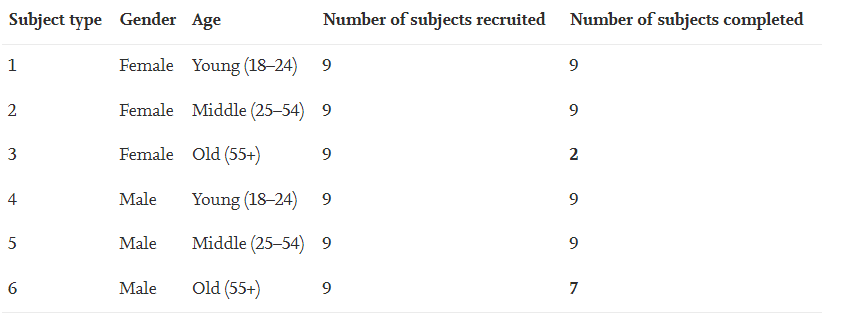 Subject type Gender Age Number of subjects recruited Number of subjects completed
1 Female Young (18–24) 9 9
2 Female Middle (25–54) 9 9
3 Female Old (55+) 9 2
4 Male Young (18–24) 9 9
5 Male Middle (25–54) 9 9
6 Male Old (55+) 9 7